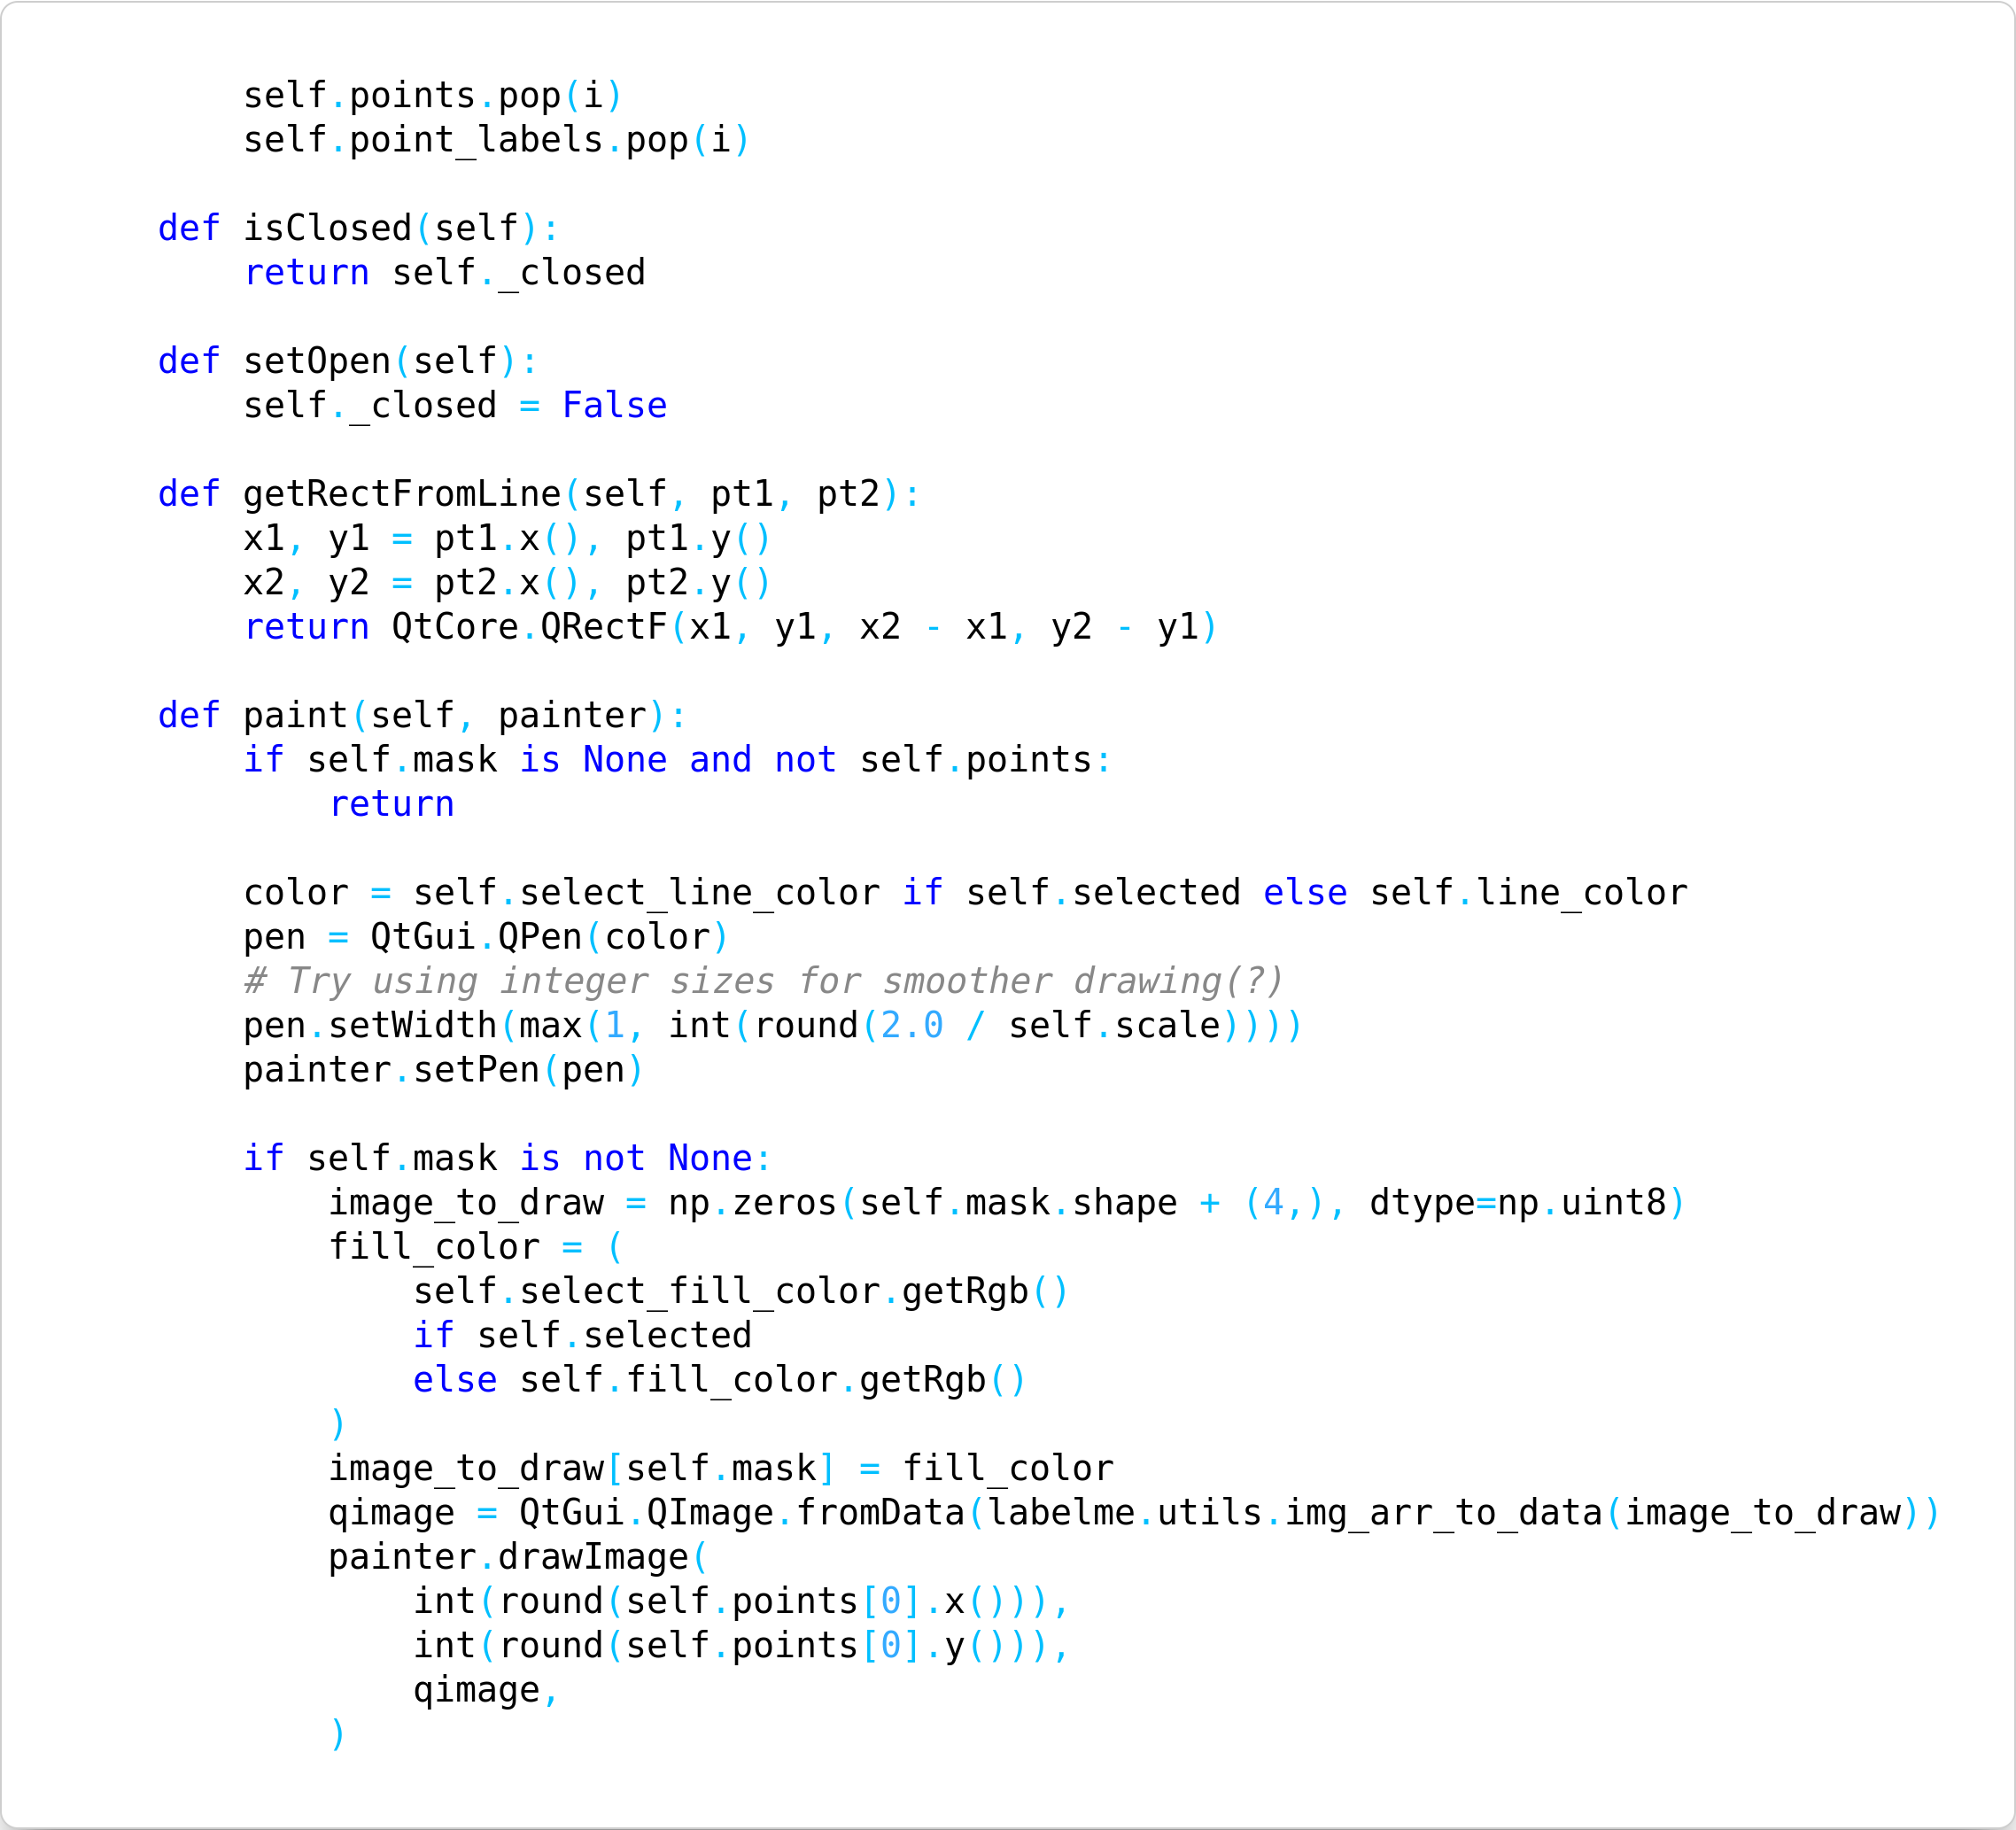 self.points.pop(i)
        self.point_labels.pop(i)

    def isClosed(self):
        return self._closed

    def setOpen(self):
        self._closed = False

    def getRectFromLine(self, pt1, pt2):
        x1, y1 = pt1.x(), pt1.y()
        x2, y2 = pt2.x(), pt2.y()
        return QtCore.QRectF(x1, y1, x2 - x1, y2 - y1)

    def paint(self, painter):
        if self.mask is None and not self.points:
            return

        color = self.select_line_color if self.selected else self.line_color
        pen = QtGui.QPen(color)
        # Try using integer sizes for smoother drawing(?)
        pen.setWidth(max(1, int(round(2.0 / self.scale))))
        painter.setPen(pen)

        if self.mask is not None:
            image_to_draw = np.zeros(self.mask.shape + (4,), dtype=np.uint8)
            fill_color = (
                self.select_fill_color.getRgb()
                if self.selected
                else self.fill_color.getRgb()
            )
            image_to_draw[self.mask] = fill_color
            qimage = QtGui.QImage.fromData(labelme.utils.img_arr_to_data(image_to_draw))
            painter.drawImage(
                int(round(self.points[0].x())),
                int(round(self.points[0].y())),
                qimage,
            )